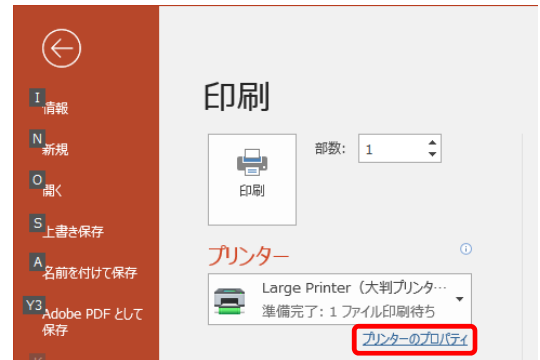 I
情報
N
新規
O
開く
S
上書き保存
A
名前を付けて保存
Y3
Adobe PDF として
保存
印刷
印刷
部数: 1
プリンター
Large Printer（大判プリンタ…
準備完了: 1 ファイル印刷待ち
プリンターのプロパティ